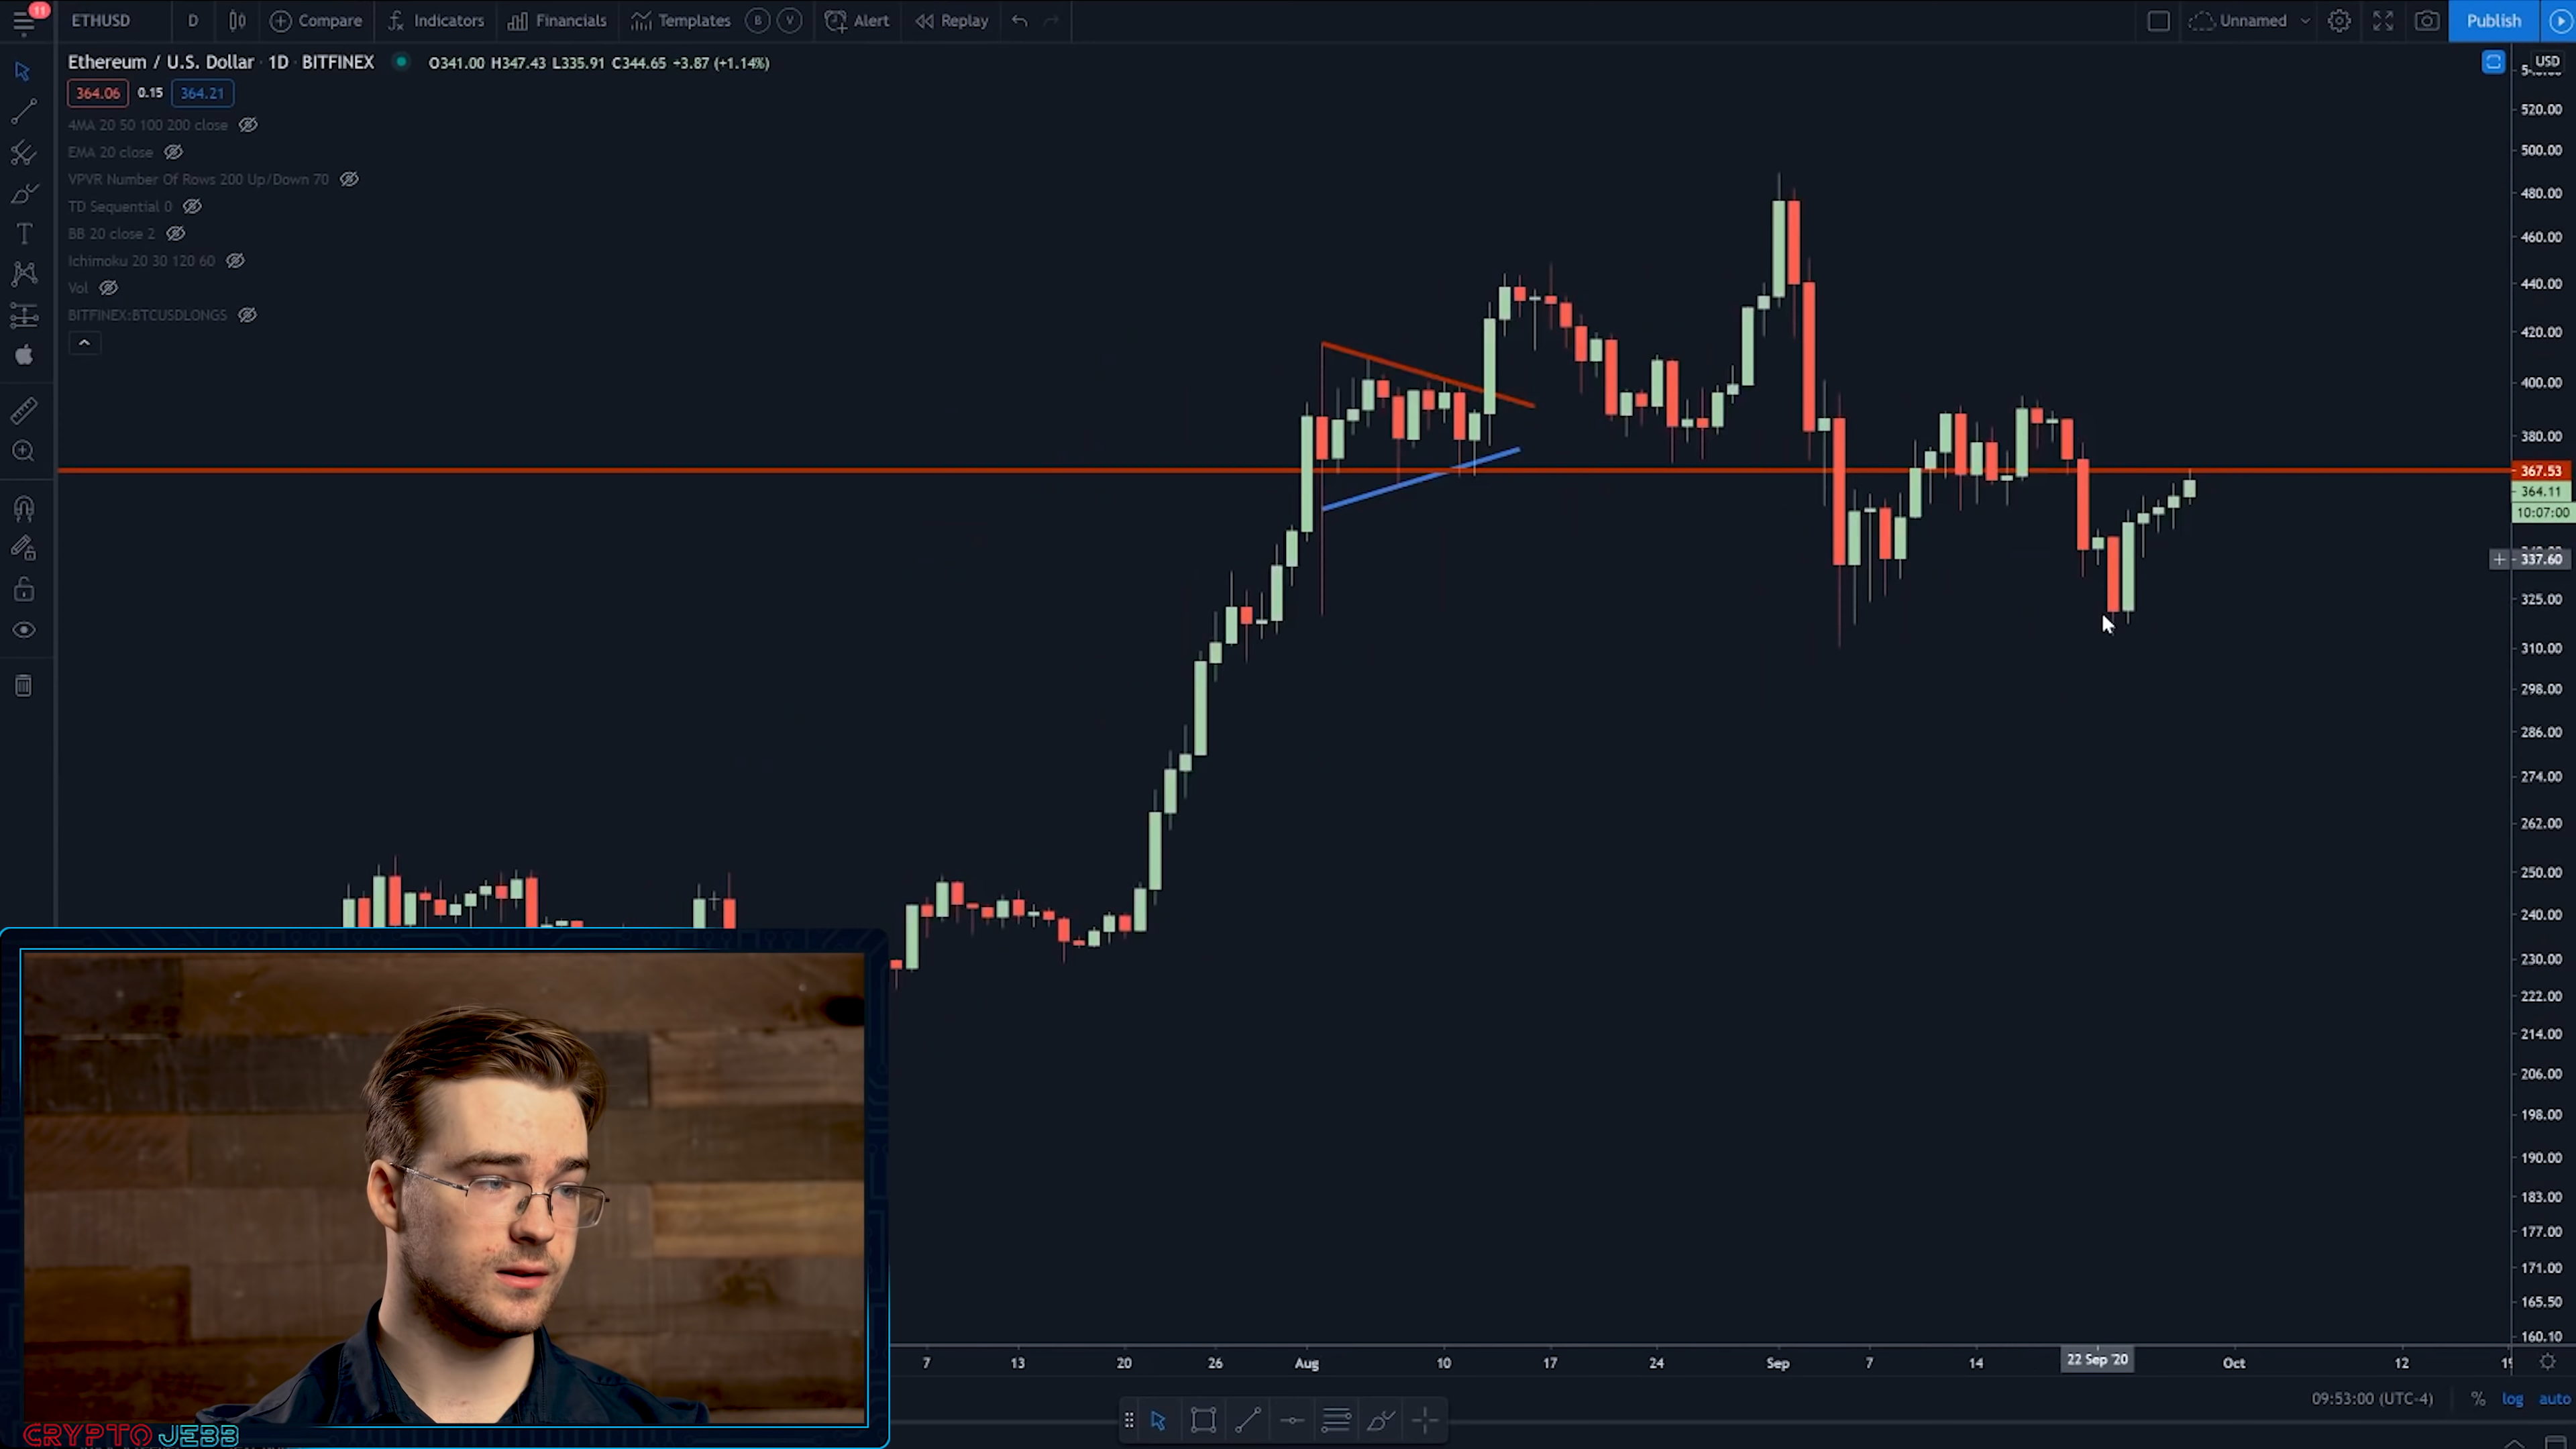 11
ETHUSD D Compare Indicators Financials Templates B V Alert Replay Unnamed Publish
Ethereum / U.S. Dollar · 1D · BITFINEX O341.00 H347.43 L335.91 C344.65 +3.87 (+1.14%)
364.06 0.15 364.21
4MA 20 50 100 200 close
EMA 20 close
VPVR Number Of Rows 200 Up/Down 70
TD Sequential 0
BB 20 close 2
Ichimoku 20 30 120 60
Vol
BITFINEX:BTCUSDLONGS
USD
520.00
500.00
480.00
460.00
440.00
420.00
400.00
380.00
367.53
364.11
10:07:00
337.60
325.00
310.00
298.00
286.00
274.00
262.00
250.00
240.00
230.00
222.00
214.00
206.00
198.00
190.00
183.00
177.00
171.00
165.50
160.10
7 13 20 26 Aug 10 17 24 Sep 7 14 22 Sep '20 Oct 12
09:53:00 (UTC-4) % log auto
CRYPTO JEBB